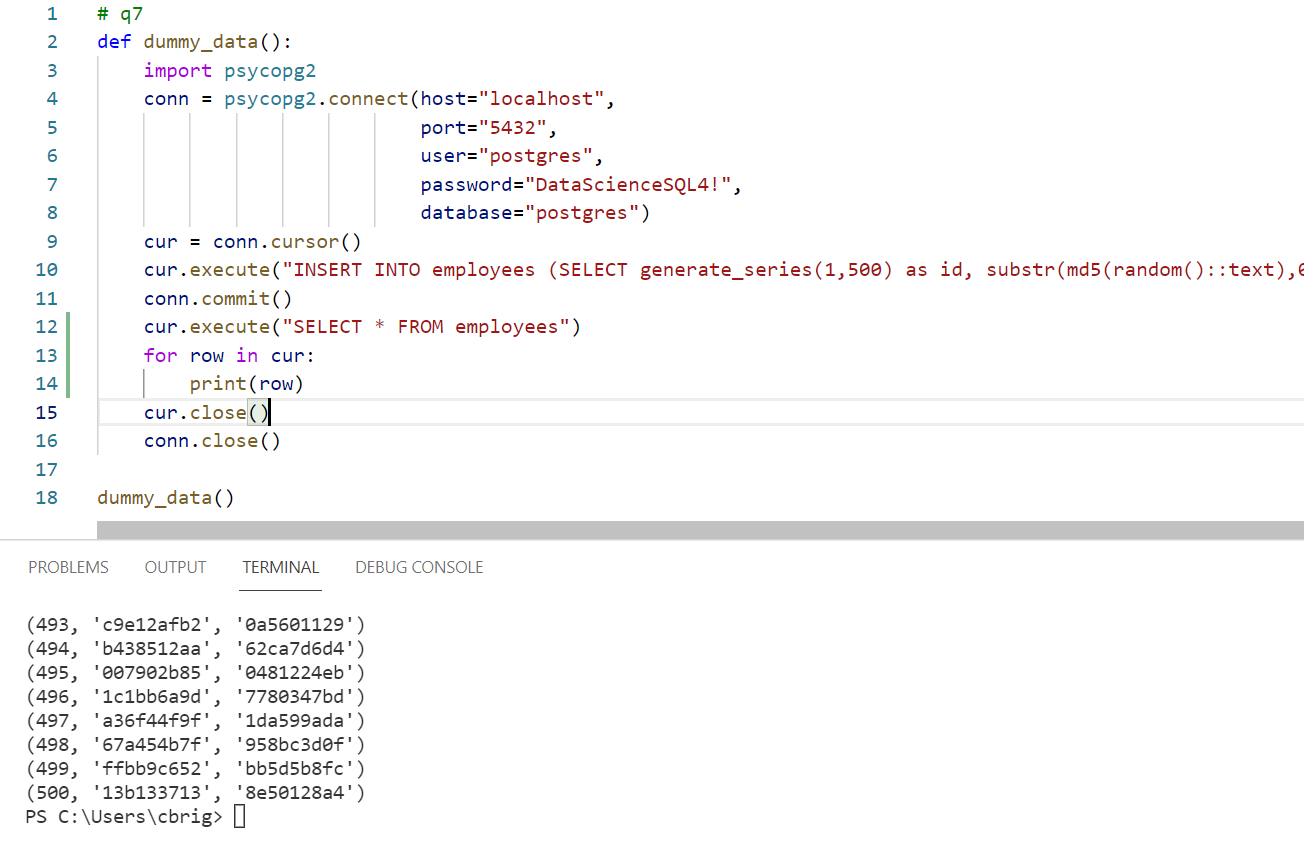 1 # q7
2 def dummy_data():
3 import psycopg2
4 conn = psycopg2.connect(host="localhost",
5 port="5432",
6 user="postgres",
7 password="DataScienceSQL4!",
8 database="postgres")
9 cur = conn.cursor()
10 cur.execute("INSERT INTO employees (SELECT generate_series(1,500) as id, substr(md5(random()::text),0
11 conn.commit()
12 cur.execute("SELECT * FROM employees")
13 for row in cur:
14 print(row)
15 cur.close()
16 conn.close()
17
18 dummy_data()
PROBLEMS OUTPUT TERMINAL DEBUG CONSOLE
(493, 'c9e12afb2', '0a5601129')
(494, 'b438512aa', '62ca7d6d4')
(495, '007902b85', '0481224eb')
(496, '1c1bb6a9d', '7780347bd')
(497, 'a36f44f9f', '1da599ada')
(498, '67a454b7f', '958bc3d0f')
(499, 'ffbb9c652', 'bb5d5b8fc')
(500, '13b133713', '8e50128a4')
PS C:\Users\cbrig>